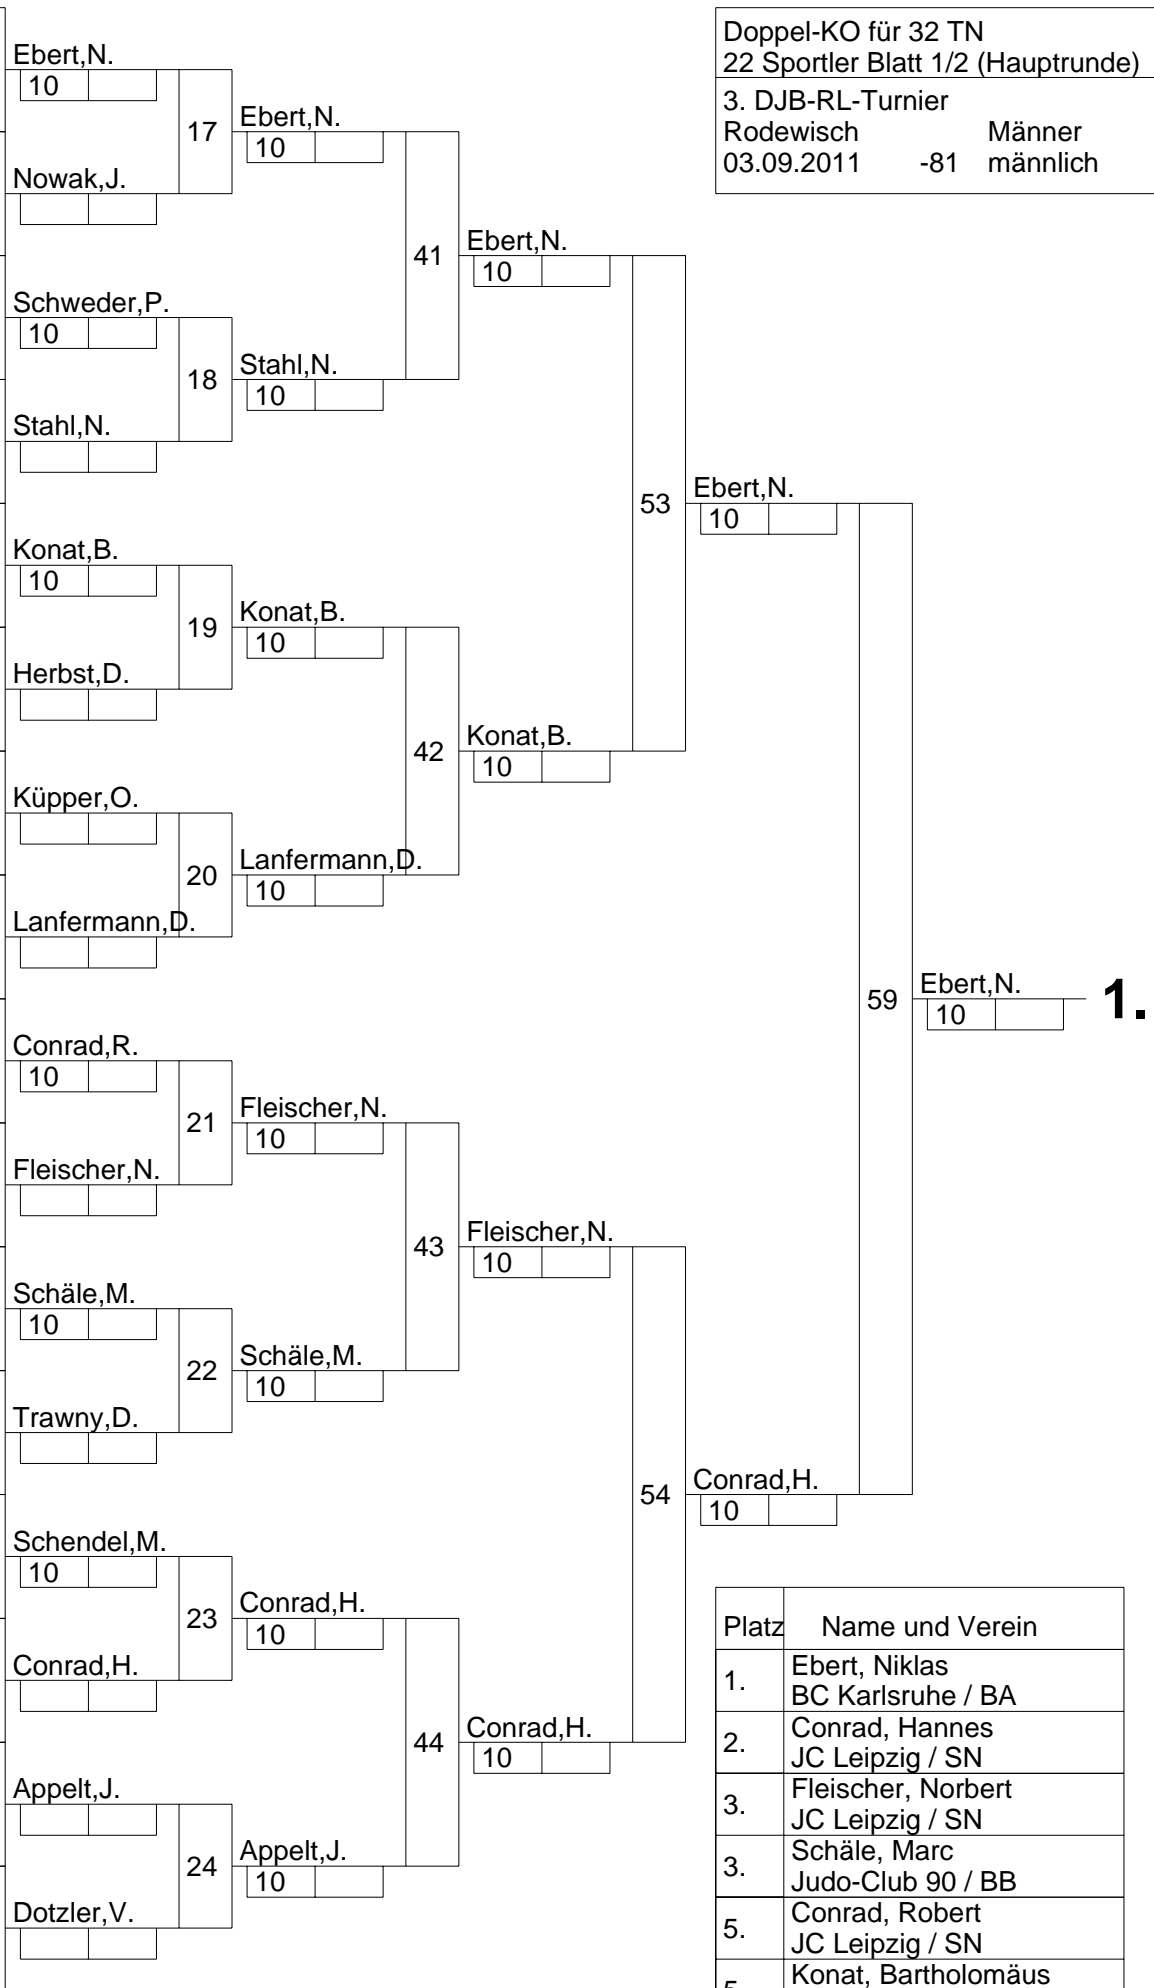 Doppel-KO für 32 TN
22 Sportler Blatt 1/2 (Hauptrunde)
3. DJB-RL-Turnier
Rodewisch Männer
03.09.2011 -81 männlich
Ebert,N.
10
17
Nowak,J.
Schweder,P.
10
18
Stahl,N.
Konat,B.
10
19
Herbst,D.
Küpper,O.
20
Lanfermann,D.
Conrad,R.
10
21
Fleischer,N.
Schäle,M.
10
22
Trawny,D.
Schendel,M.
10
23
Conrad,H.
Appelt,J.
24
Dotzler,V.
Ebert,N.
10
41
Stahl,N.
10
Konat,B.
10
42
Lanfermann,D.
10
Fleischer,N.
10
43
Schäle,M.
10
Conrad,H.
10
44
Appelt,J.
10
Ebert,N.
10
53
Konat,B.
10
Fleischer,N.
10
54
Conrad,H.
10
Ebert,N.
10
59
Conrad,H.
10
Ebert,N.
10
1.
Platz Name und Verein
1. Ebert, Niklas
BC Karlsruhe / BA
2. Conrad, Hannes
JC Leipzig / SN
3. Fleischer, Norbert
JC Leipzig / SN
3. Schäle, Marc
Judo-Club 90 / BB
5. Conrad, Robert
JC Leipzig / SN
5. Konat, Bartholomäus